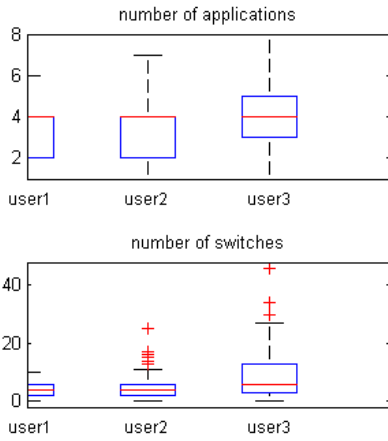 number of applications
8
6
4
2
user1 user2 user3
number of switches
40
20
0
user1 user2 user3